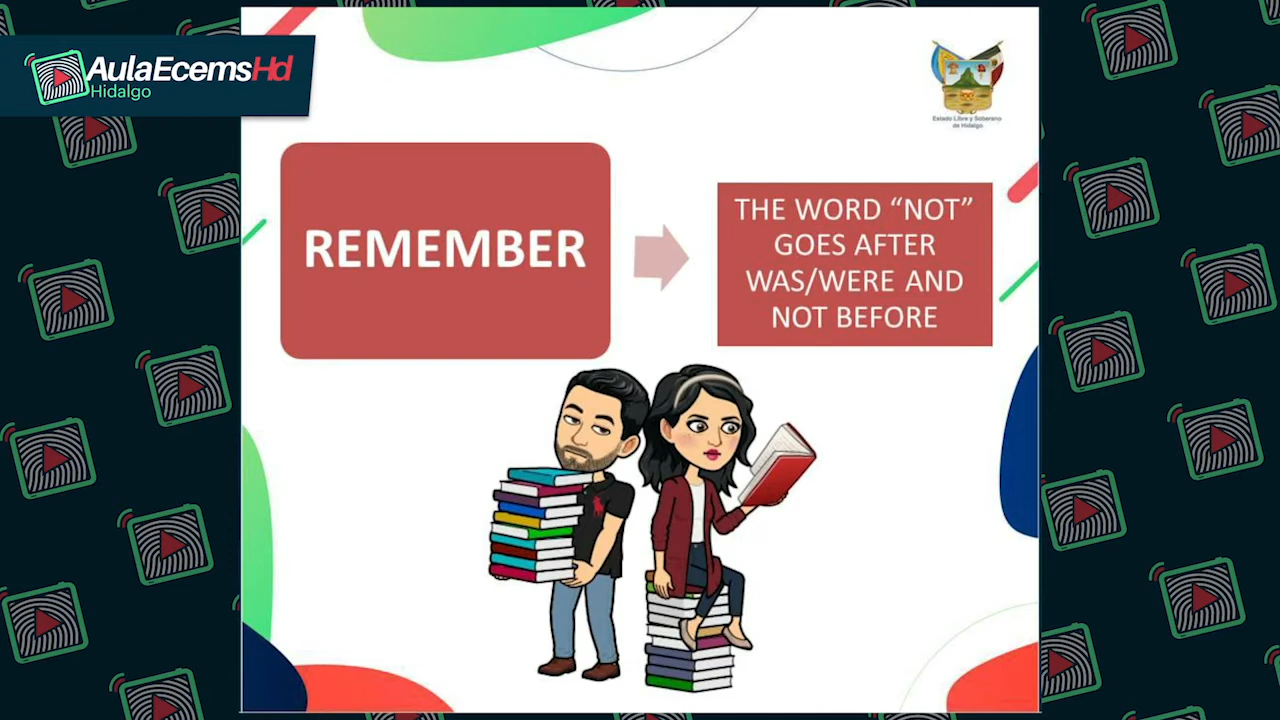 AulaEcemsHd
Hidalgo
Estado Libre y Soberano
de Hidalgo
REMEMBER
THE WORD “NOT”
GOES AFTER
WAS/WERE AND
NOT BEFORE